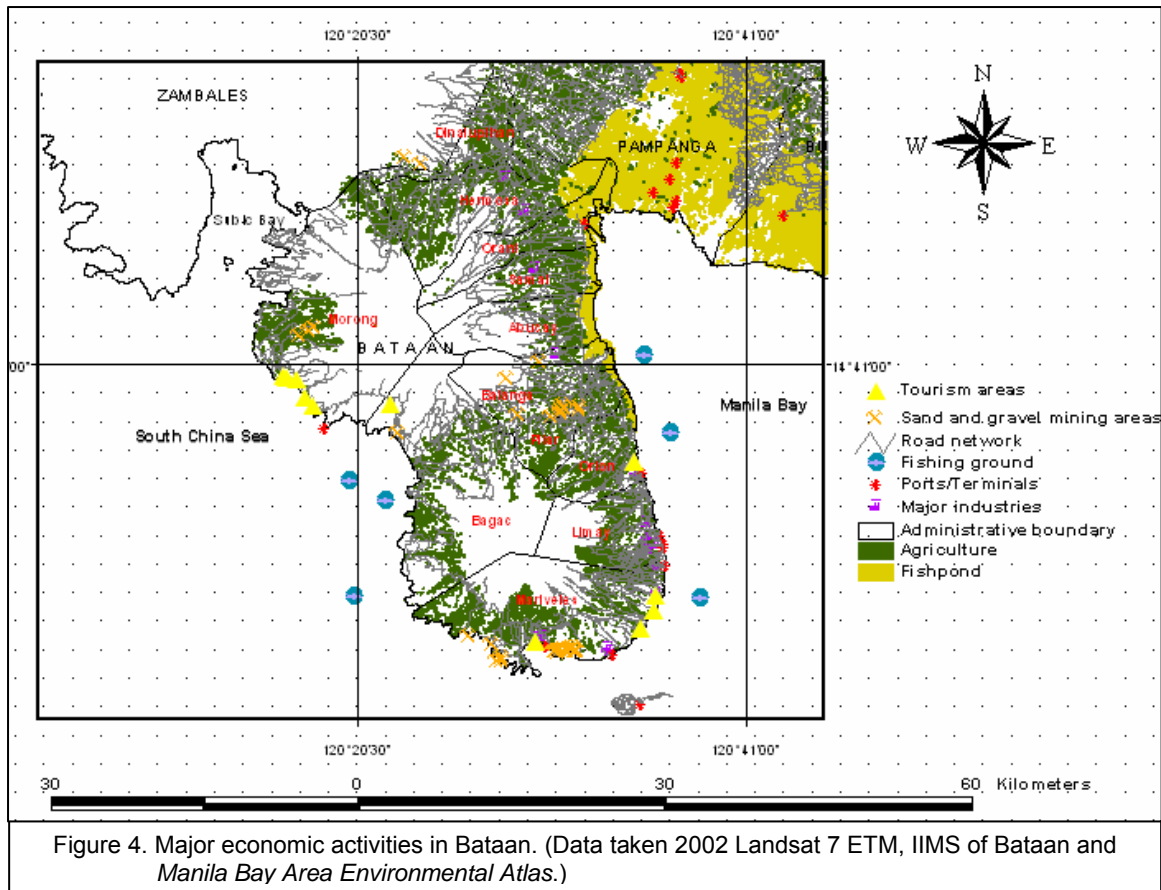 120°20'30" 120°41'00"
ZAMBALES
N
Dinalupihan
PAMPANGA
BU
W E
Hermosa
S
Subic Bay
Orani
Samal
Morong
Abucay
BATAAN
00" 14°41'00"
Balanga
Manila Bay
South China Sea
Pilar
Orion
Bagac
Limay
Mariveles
Tourism areas
Sand and gravel mining areas
Road network
Fishing ground
Ports/Terminals
Major industries
Administrative boundary
Agriculture
Fishpond
120°20'30" 120°41'00"
30 0 30 60 Kilometers
Figure 4. Major economic activities in Bataan. (Data taken 2002 Landsat 7 ETM, IIMS of Bataan and
Manila Bay Area Environmental Atlas.)